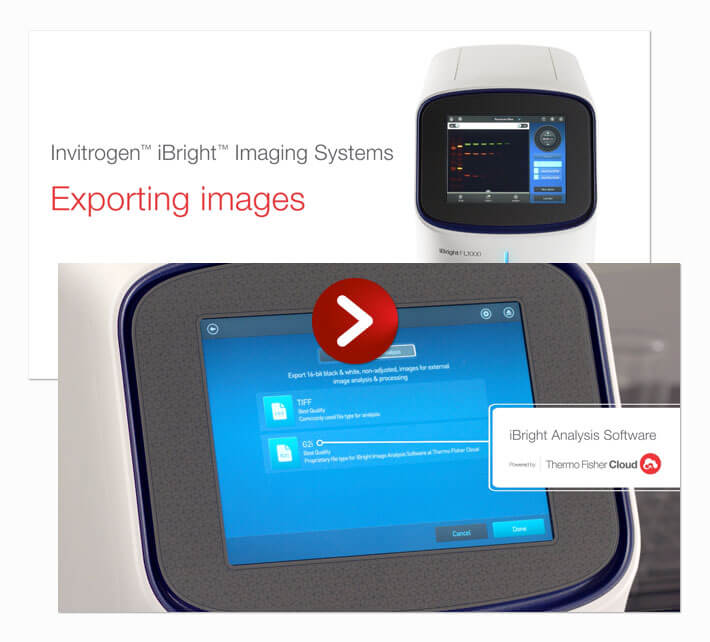 Invitrogen™ iBright™ Imaging Systems
Exporting images
iBright FL1000
Export 16-bit black & white, non-adjusted, images for external
image analysis & processing
TIFF
Best Quality
Commonly used file type for analysis
G2i
Best Quality
Proprietary file type for iBright Image Analysis Software at Thermo Fisher Cloud
iBright Analysis Software
Powered by Thermo Fisher Cloud
Cancel Done